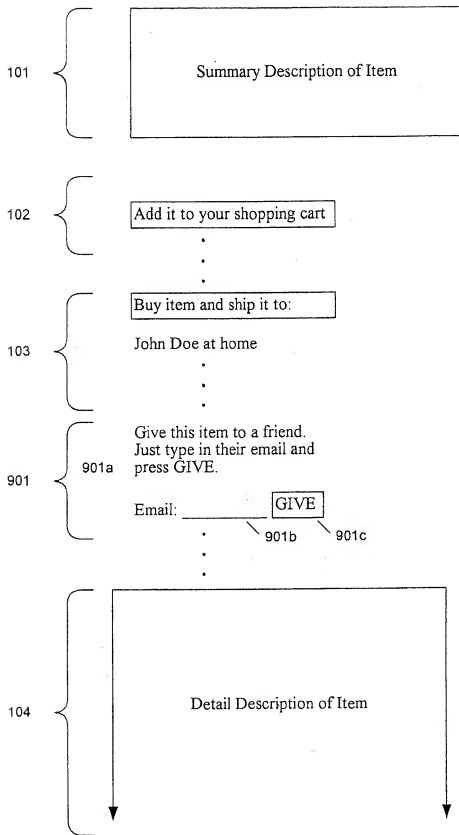 101
Summary Description of Item
102
Add it to your shopping cart
Buy item and ship it to:
103
John Doe at home
Give this item to a friend.
Just type in their email and
901
901a
press GIVE.
Email: ____________ GIVE
901b
901c
104
Detail Description of Item